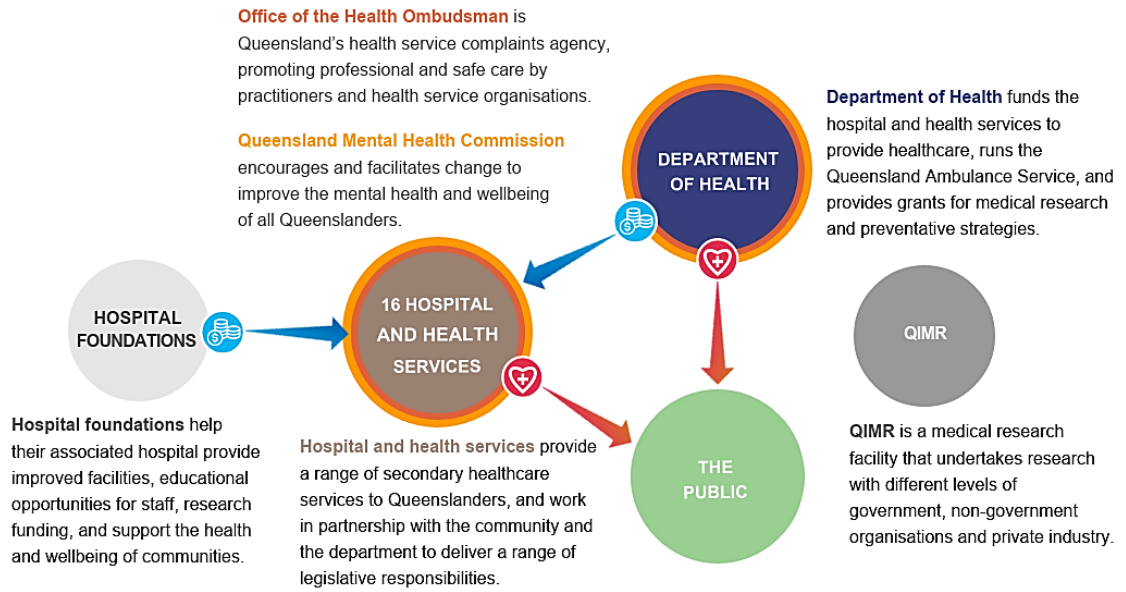 Office of the Health Ombudsman is
Queensland's health service complaints agency,
promoting professional and safe care by
practitioners and health service organisations.
Queensland Mental Health Commission
encourages and facilitates change to
improve the mental health and wellbeing
of all Queenslanders.
DEPARTMENT
OF HEALTH
Department of Health funds the
hospital and health services to
provide healthcare, runs the
Queensland Ambulance Service, and
provides grants for medical research
and preventative strategies.
HOSPITAL
FOUNDATIONS
$
$
16 HOSPITAL
AND HEALTH
SERVICES
QIMR
Hospital foundations help
their associated hospital provide
improved facilities, educational
opportunities for staff, research
funding, and support the health
and wellbeing of communities.
Hospital and health services provide
a range of secondary healthcare
services to Queenslanders, and work
in partnership with the community and
the department to deliver a range of
legislative responsibilities.
THE
PUBLIC
QIMR is a medical research
facility that undertakes research
with different levels of
government, non-government
organisations and private industry.